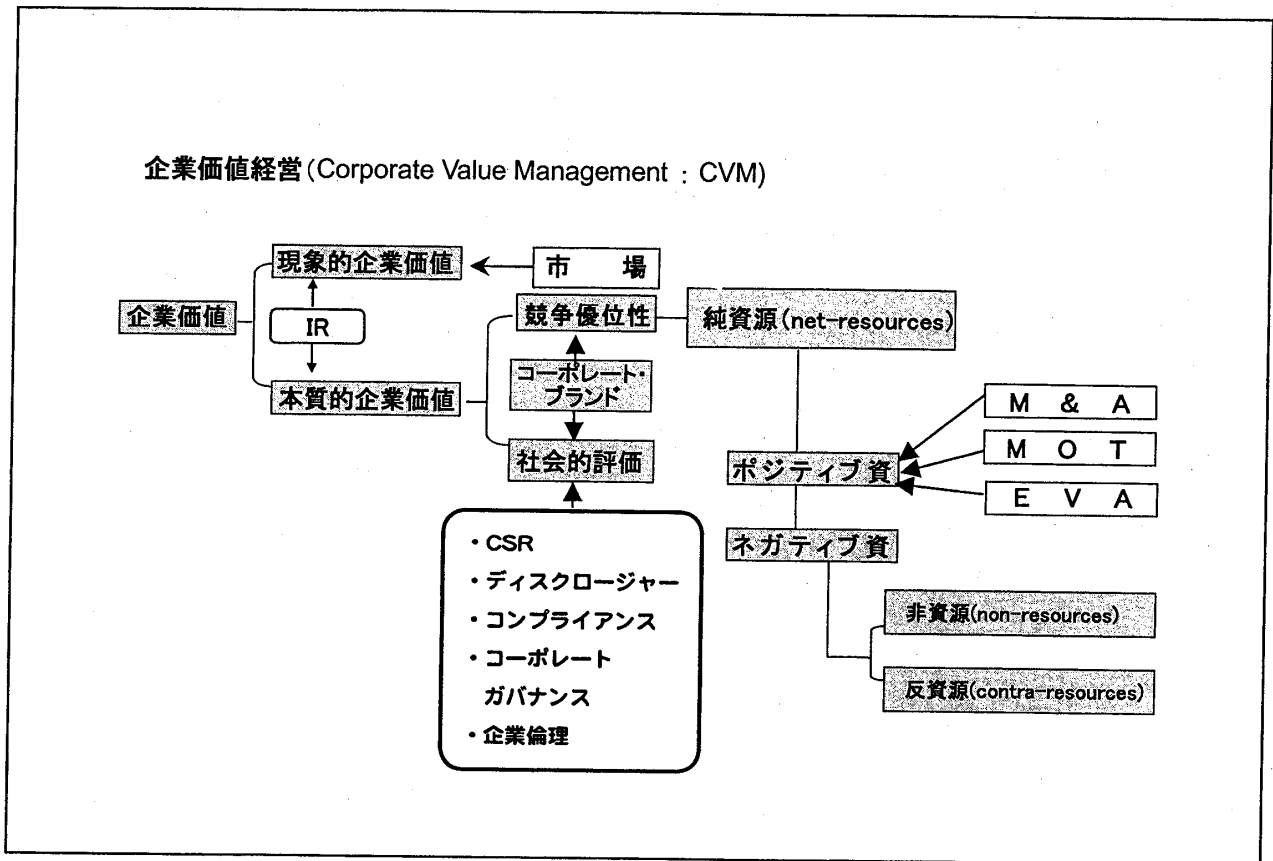 企業価値経営(Corporate Value Management : CVM)
現象的企業価値
市 場
企業価値
IR
競争優位性
純資源(net-resources)
本質的企業価値
コーポレート・
ブランド
社会的評価
ポジティブ資
M & A
M O T
E V A
ネガティブ資
・CSR
・ディスクロージャー
・コンプライアンス
・コーポレート
ガバナンス
・企業倫理
非資源(non-resources)
反資源(contra-resources)